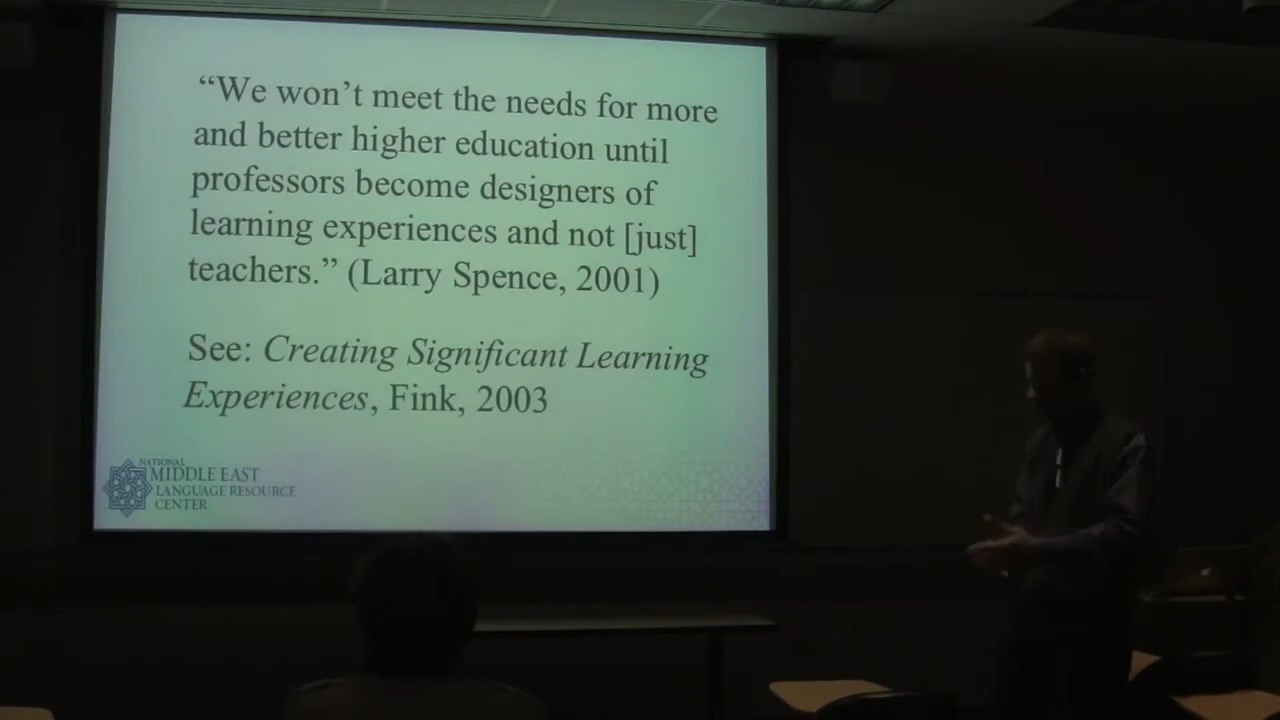 “We won’t meet the needs for more
and better higher education until
professors become designers of
learning experiences and not [just]
teachers.” (Larry Spence, 2001)
See: Creating Significant Learning
Experiences, Fink, 2003
NATIONAL
MIDDLE EAST
LANGUAGE RESOURCE
CENTER